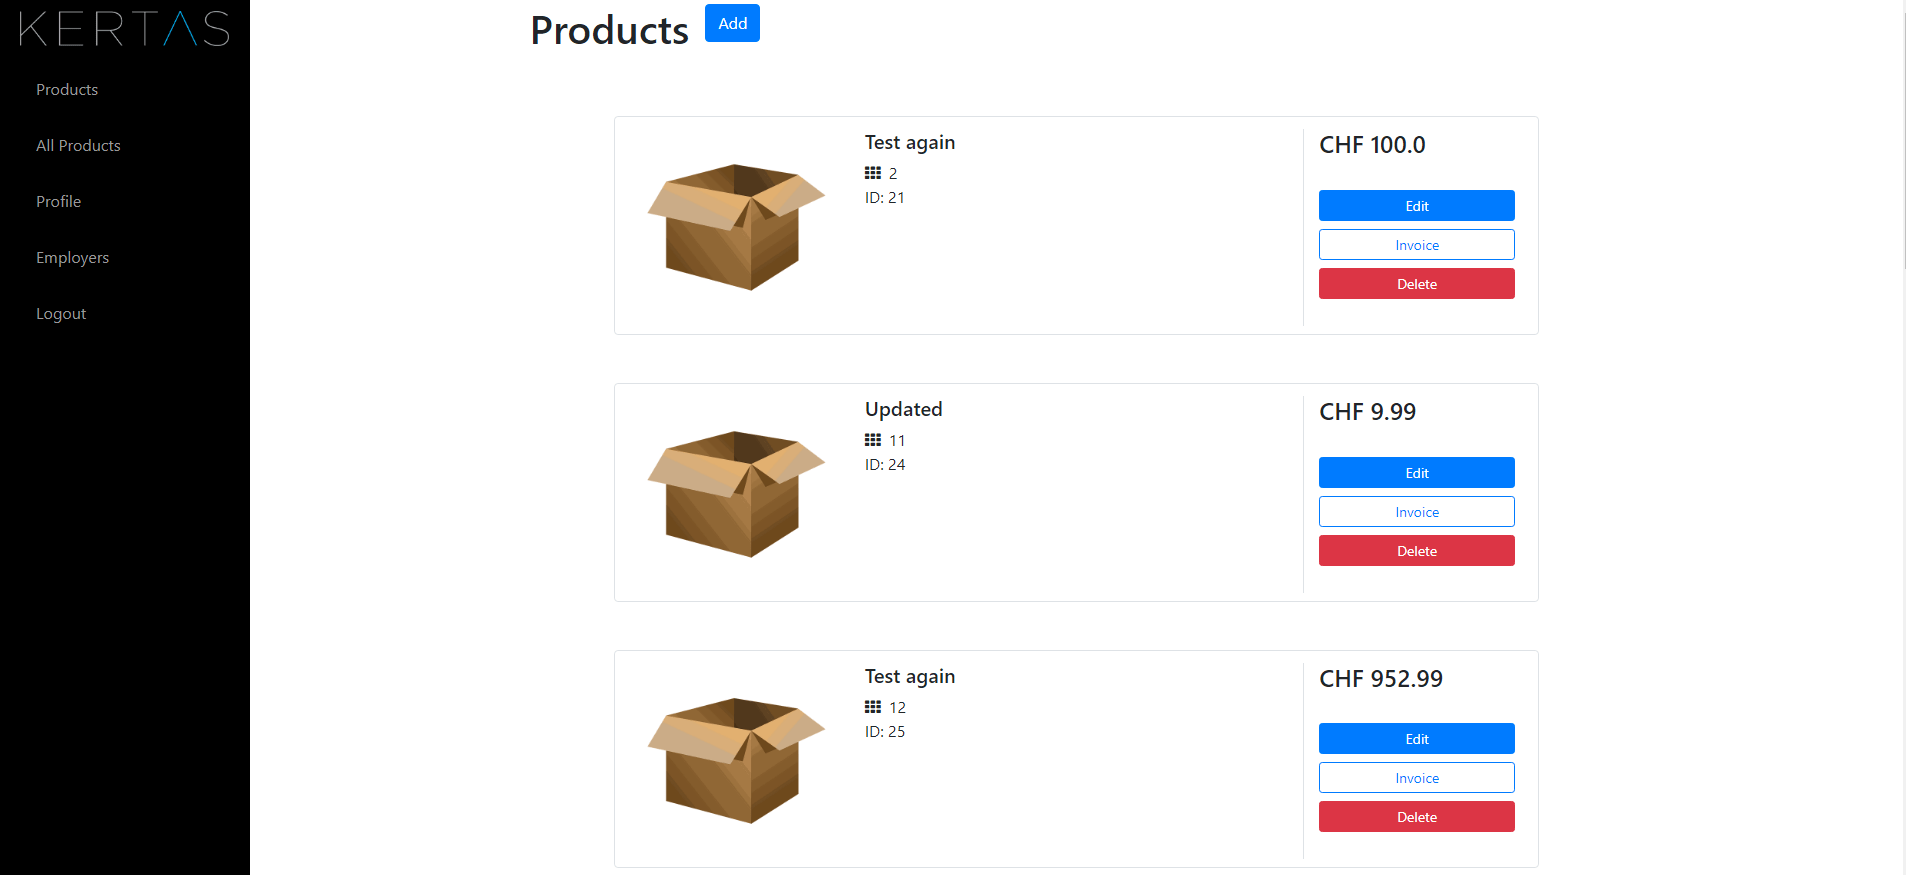 KERTAS
Products
All Products
Profile
Employers
Logout
Products
Add
Test again
2
ID: 21
CHF 100.0
Edit
Invoice
Delete
Updated
11
ID: 24
CHF 9.99
Edit
Invoice
Delete
Test again
12
ID: 25
CHF 952.99
Edit
Invoice
Delete